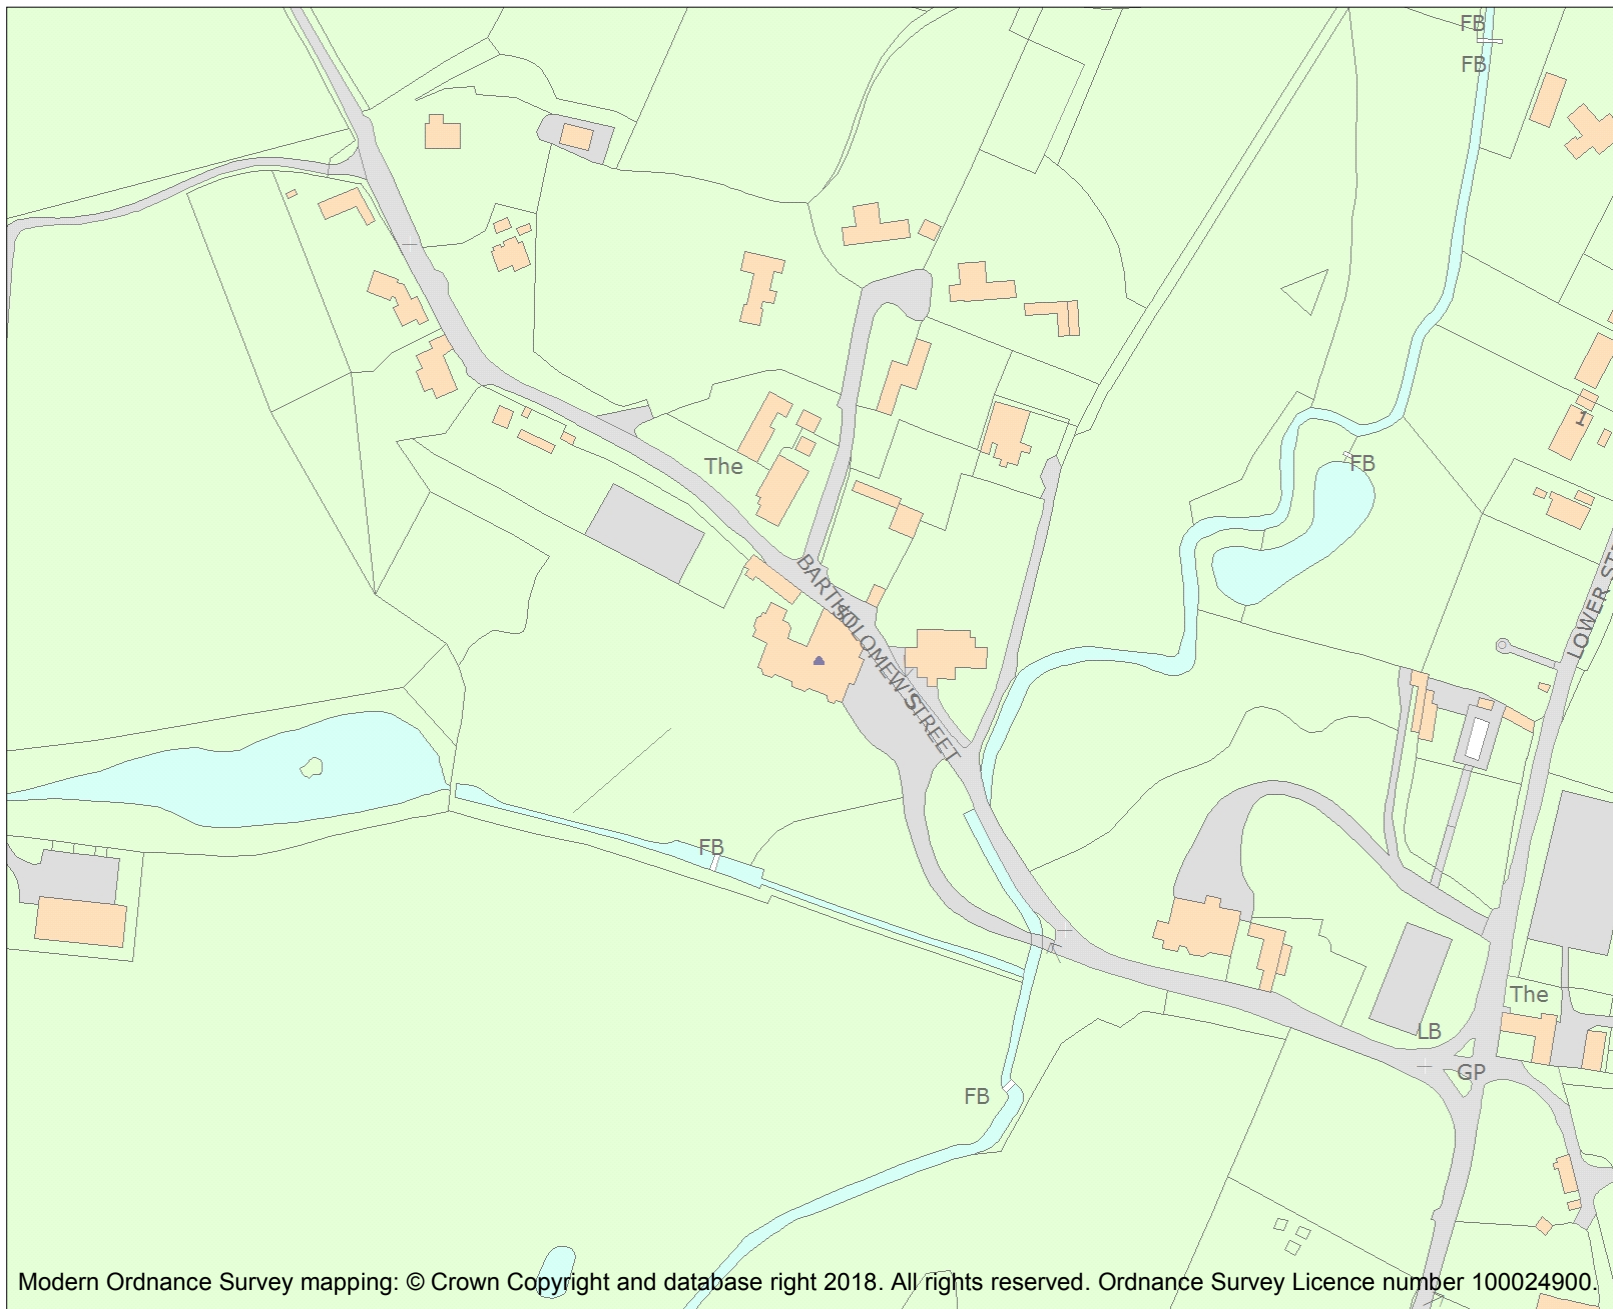 FB
FB
1
FB
The
LOWER ST
BARTHOLOMEW'S STREET
FB
The
LB
GP
FB
Modern Ordnance Survey mapping: © Crown Copyright and database right 2018. All rights reserved. Ordnance Survey Licence number 100024900.